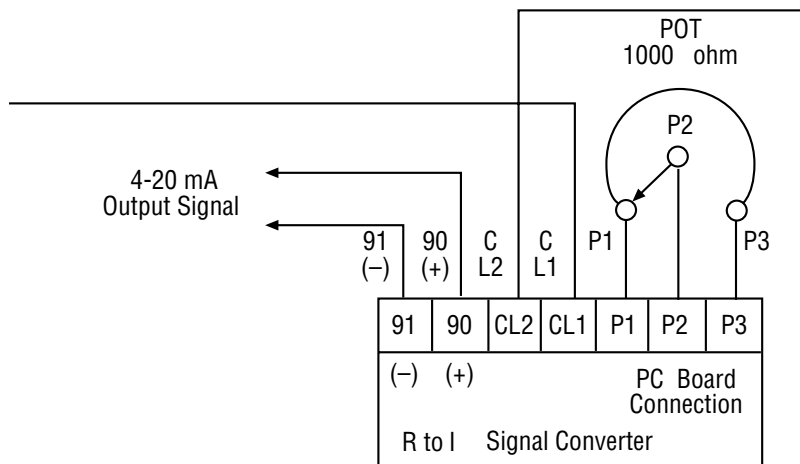 POT
1000 ohm
P2
4-20 mA
Output Signal
91
(–)
90
(+)
C
L2
C
L1
P1
P3
91
90
CL2
CL1
P1
P2
P3
(–)
(+)
PC Board
Connection
R to I Signal Converter